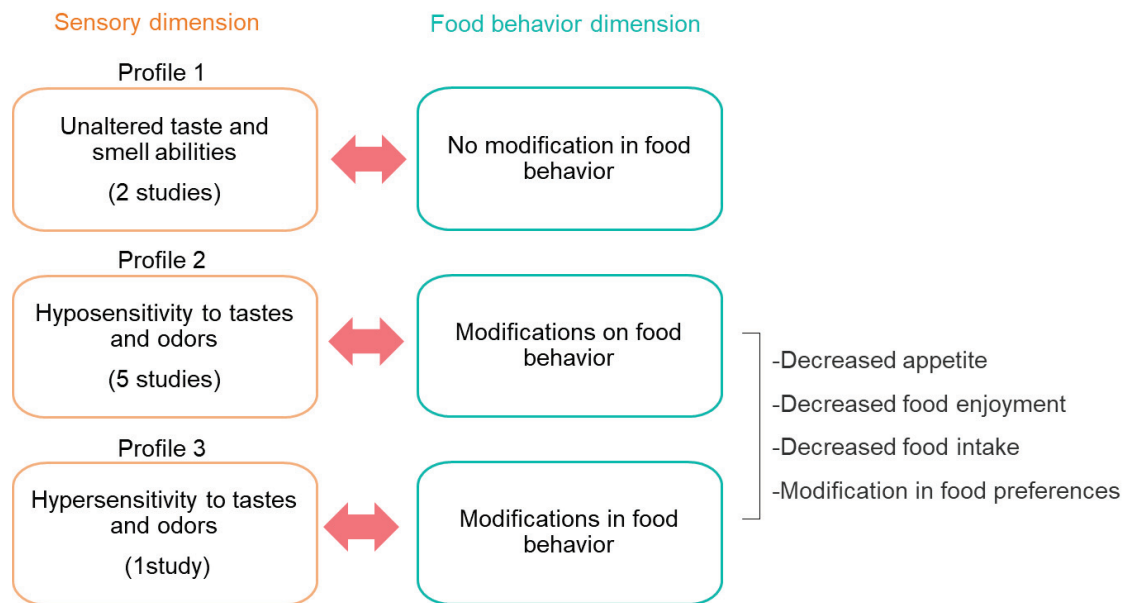 Sensory dimension
Food behavior dimension
Profile 1
Unaltered taste and
smell abilities
(2 studies)
No modification in food
behavior
Profile 2
Hyposensitivity to tastes
and odors
(5 studies)
Modifications on food
behavior
Profile 3
Hypersensitivity to tastes
and odors
(1study)
Modifications in food
behavior
-Decreased appetite
-Decreased food enjoyment
-Decreased food intake
-Modification in food preferences